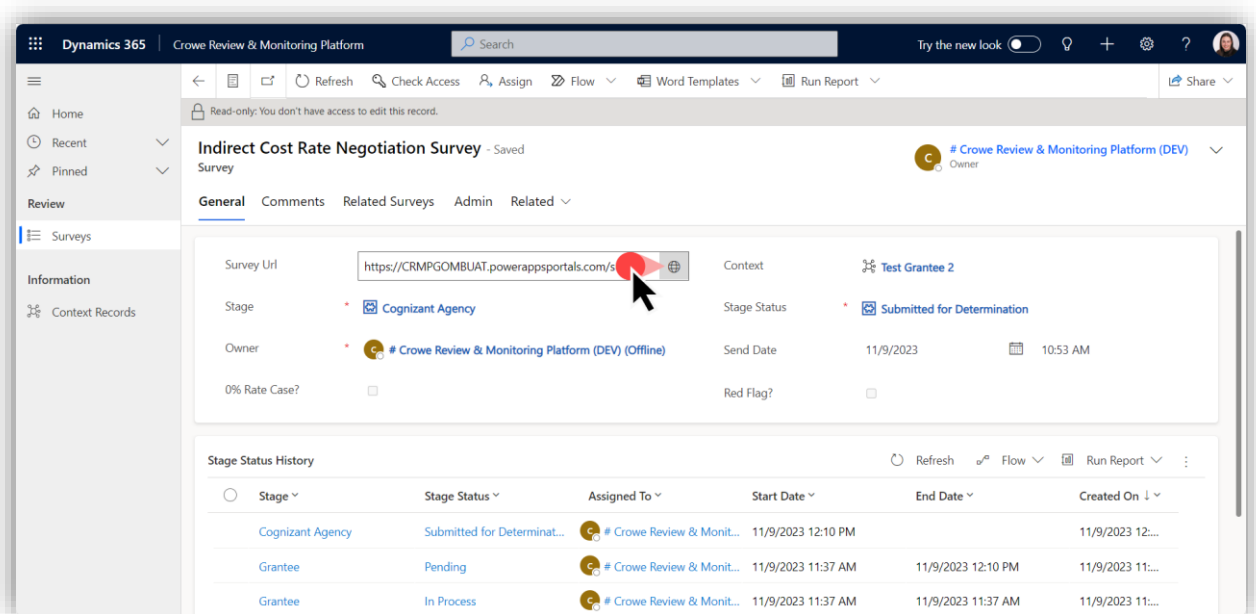 Dynamics 365 Crowe Review & Monitoring Platform Search Try the new look ?
Refresh Check Access Assign Flow Word Templates Run Report Share
Read-only: You don't have access to edit this record.
Home
Recent
Pinned
Review
Surveys
Information
Context Records
Indirect Cost Rate Negotiation Survey - Saved
Survey
C # Crowe Review & Monitoring Platform (DEV)
Owner
General Comments Related Surveys Admin Related
Survey Url https://CRMPGOMBUAT.powerappsportals.com/s Context Test Grantee 2
Stage * Cognizant Agency Stage Status * Submitted for Determination
Owner * C # Crowe Review & Monitoring Platform (DEV) (Offline) Send Date 11/9/2023 10:53 AM
0% Rate Case? Red Flag?
Stage Status History Refresh Flow Run Report
Stage Stage Status Assigned To Start Date End Date Created On ↓
Cognizant Agency Submitted for Determinat... C # Crowe Review & Monit... 11/9/2023 12:10 PM 11/9/2023 12:...
Grantee Pending C # Crowe Review & Monit... 11/9/2023 11:37 AM 11/9/2023 12:10 PM 11/9/2023 11:...
Grantee In Process C # Crowe Review & Monit... 11/9/2023 11:37 AM 11/9/2023 11:37 AM 11/9/2023 11:...